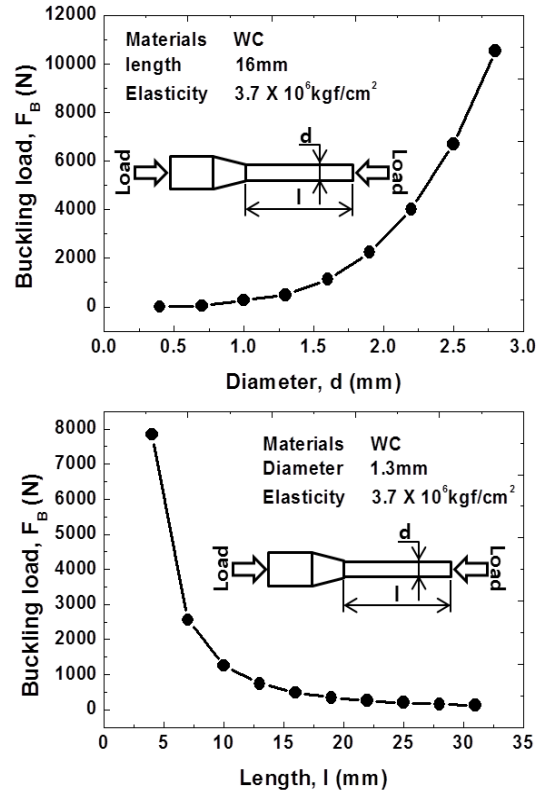 12000
10000
8000
6000
4000
2000
0
Buckling load, F_B (N)
Materials WC
length 16mm
Elasticity 3.7 X 10⁶kgf/cm²
Load
d
l
Load
0.0 0.5 1.0 1.5 2.0 2.5 3.0
Diameter, d (mm)
8000
7000
6000
5000
4000
3000
2000
1000
0
Buckling load, F_B (N)
Materials WC
Diameter 1.3mm
Elasticity 3.7 X 10⁶kgf/cm²
Load
d
l
Load
0 5 10 15 20 25 30 35
Length, l (mm)